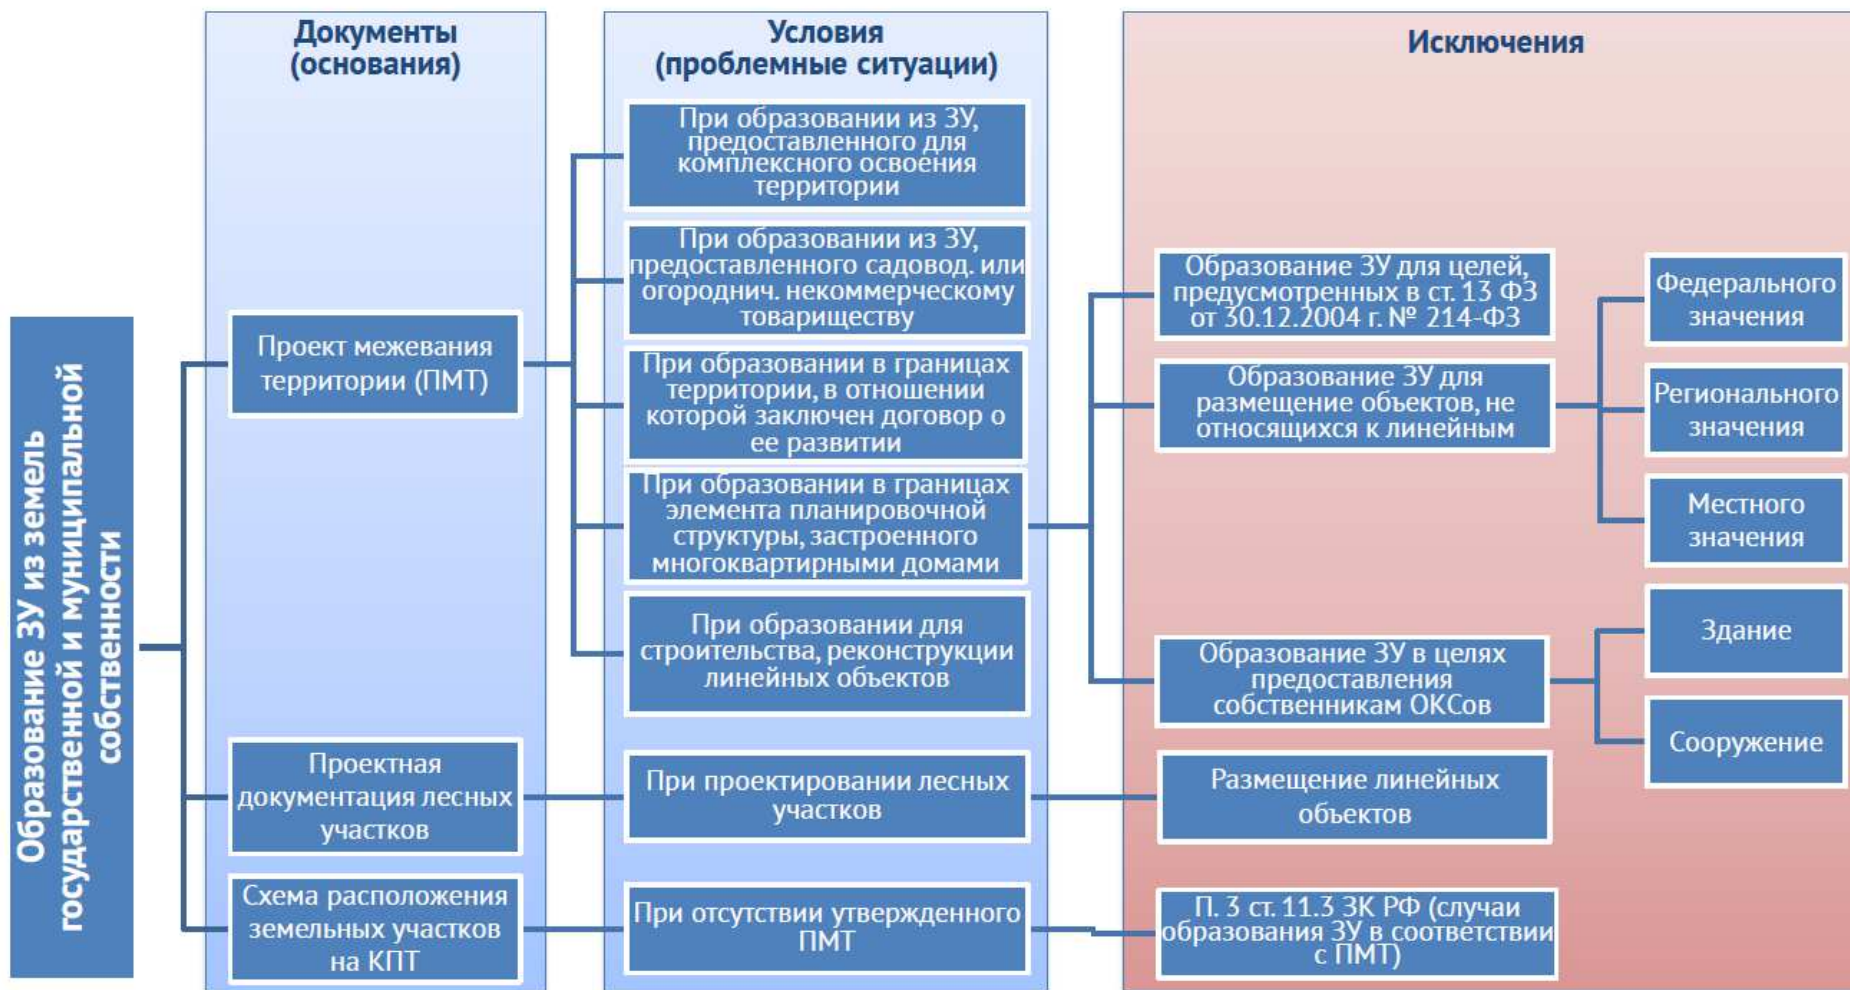 Образование ЗУ из земель
государственной и муниципальной
собственности
Документы
(основания)
Проект межевания
территории (ПМТ)
Проектная
документация лесных
участков
Схема расположения
земельных участков
на КПТ
Условия
(проблемные ситуации)
При образовании из ЗУ,
предоставленного для
комплексного освоения
территории
При образовании из ЗУ,
предоставленного садовод. или
огороднич. некоммерческому
товариществу
При образовании в границах
территории, в отношении
которой заключен договор о
ее развитии
При образовании в границах
элемента планировочной
структуры, застроенного
многоквартирными домами
При образовании для
строительства, реконструкции
линейных объектов
При проектировании лесных
участков
При отсутствии утвержденного
ПМТ
Исключения
Образование ЗУ для целей,
предусмотренных в ст. 13 ФЗ
от 30.12.2004 г. № 214-ФЗ
Образование ЗУ для
размещение объектов, не
относящихся к линейным
Федерального
значения
Регионального
значения
Местного
значения
Образование ЗУ в целях
предоставления
собственникам ОКСов
Здание
Сооружение
Размещение линейных
объектов
П. 3 ст. 11.3 ЗК РФ (случаи
образования ЗУ в соответствии
с ПМТ)